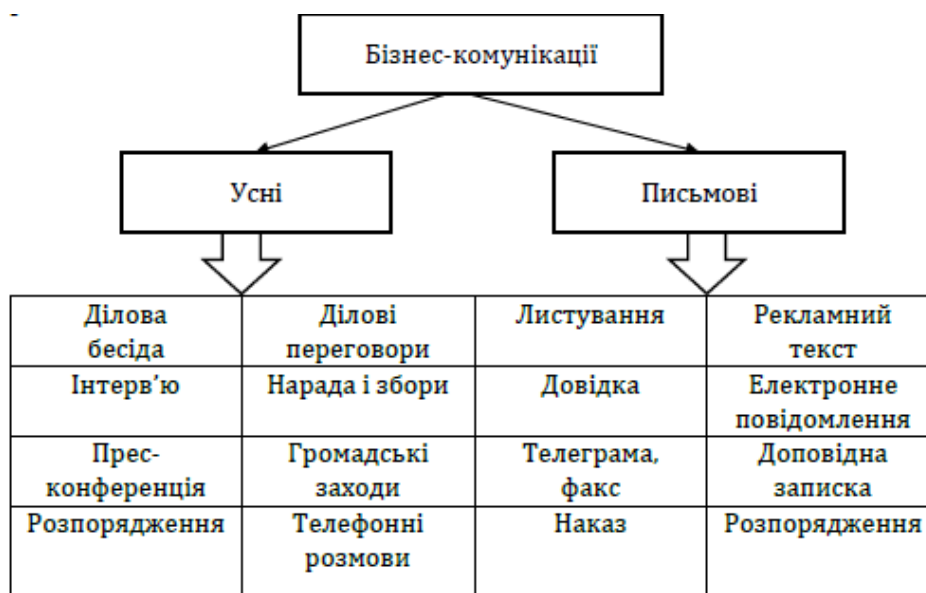 Бізнес-комунікації
Усні
Письмові
Ділова
бесіда
Ділові
переговори
Листування
Рекламний
текст
Інтерв'ю
Нарада і збори
Довідка
Електронне
повідомлення
Прес-
конференція
Громадські
заходи
Телеграма,
факс
Доповідна
записка
Розпорядження
Телефонні
розмови
Наказ
Розпорядження